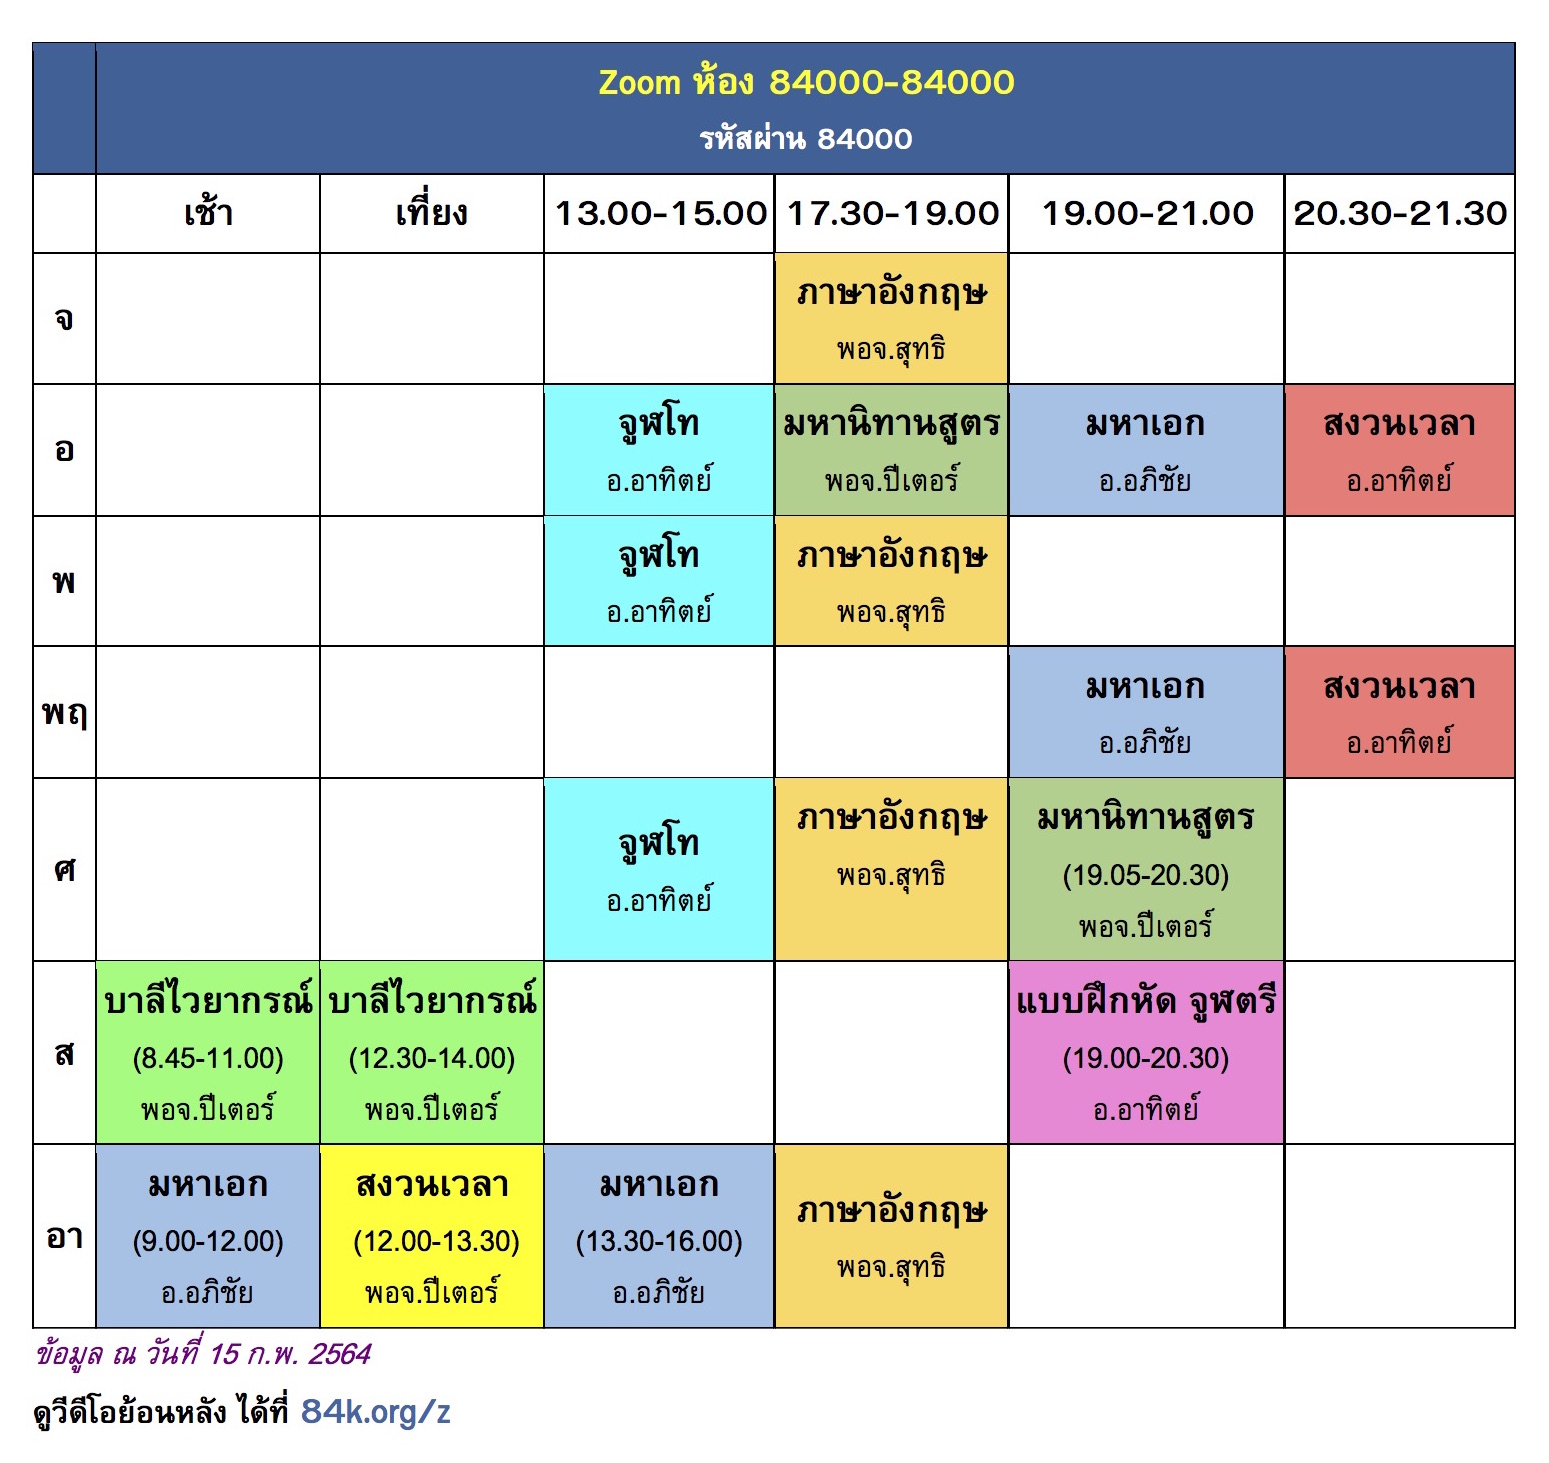 Zoom ห้อง 84000-84000
รหัสผ่าน 84000
เช้า เที่ยง 13.00-15.00 17.30-19.00 19.00-21.00 20.30-21.30
จ
ภาษาอังกฤษ
พอจ.สุทธิ
อ
จูฬโท มหานิทานสูตร มหาเอก สงวนเวลา
อ.อาทิตย์ พอจ.ปีเตอร์ อ.อภิชัย อ.อาทิตย์
พ
จูฬโท ภาษาอังกฤษ
อ.อาทิตย์ พอจ.สุทธิ
พฤ
มหาเอก สงวนเวลา
อ.อภิชัย อ.อาทิตย์
ศ
จูฬโท
อ.อาทิตย์
ภาษาอังกฤษ
พอจ.สุทธิ
มหานิทานสูตร
(19.05-20.30)
พอจ.ปีเตอร์
ส
บาลีไวยากรณ์ บาลีไวยากรณ์ แบบฝึกหัด จูฬตรี
(8.45-11.00) (12.30-14.00) (19.00-20.30)
พอจ.ปีเตอร์ พอจ.ปีเตอร์ อ.อาทิตย์
อา
มหาเอก สงวนเวลา มหาเอก
(9.00-12.00) (12.00-13.30) (13.30-16.00)
อ.อภิชัย พอจ.ปีเตอร์ อ.อภิชัย
ภาษาอังกฤษ
พอจ.สุทธิ
ข้อมูล ณ วันที่ 15 ก.พ. 2564
ดูวีดีโอย้อนหลัง ได้ที่ 84k.org/z